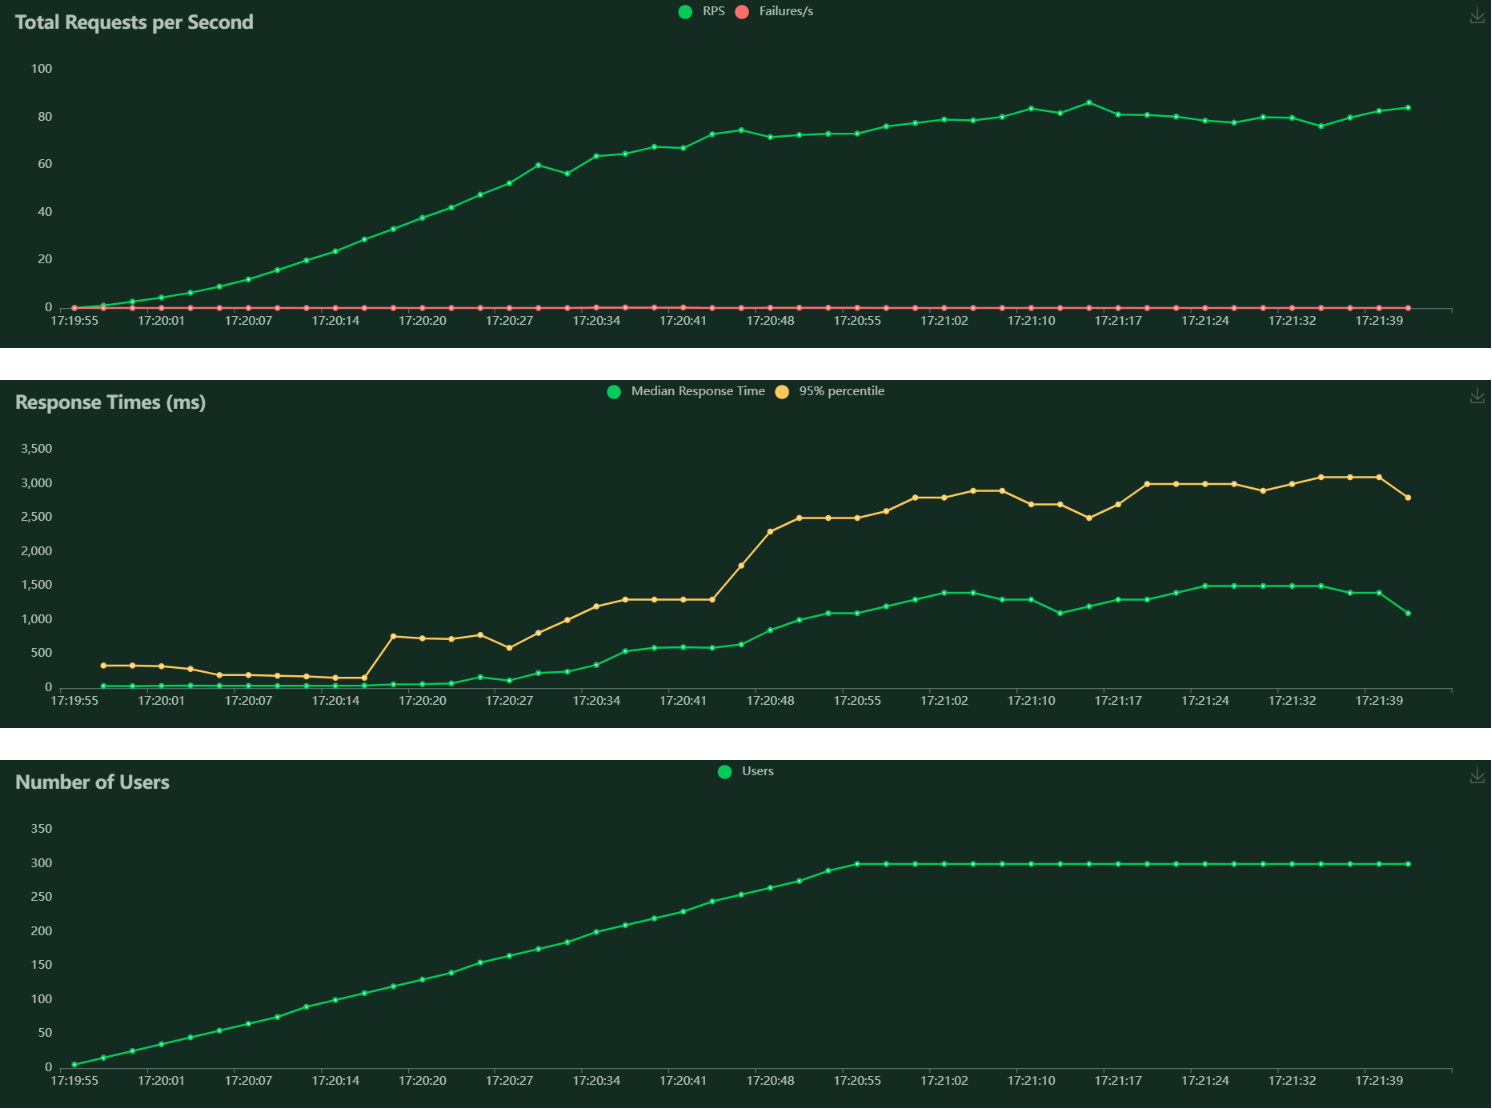 Total Requests per Second
RPS Failures/s
100
80
60
40
20
0
17:19:55 17:20:01 17:20:07 17:20:14 17:20:20 17:20:27 17:20:34 17:20:41 17:20:48 17:20:55 17:21:02 17:21:10 17:21:17 17:21:24 17:21:32 17:21:39
Response Times (ms)
Median Response Time 95% percentile
3,500
3,000
2,500
2,000
1,500
1,000
500
0
17:19:55 17:20:01 17:20:07 17:20:14 17:20:20 17:20:27 17:20:34 17:20:41 17:20:48 17:20:55 17:21:02 17:21:10 17:21:17 17:21:24 17:21:32 17:21:39
Number of Users
Users
350
300
250
200
150
100
50
0
17:19:55 17:20:01 17:20:07 17:20:14 17:20:20 17:20:27 17:20:34 17:20:41 17:20:48 17:20:55 17:21:02 17:21:10 17:21:17 17:21:24 17:21:32 17:21:39